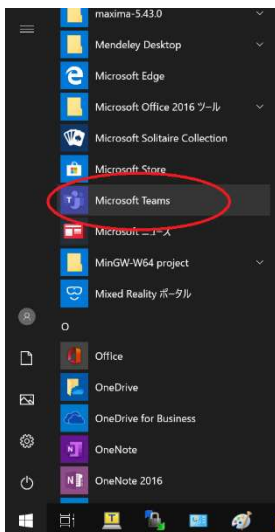 maxima-5.43.0
Mendeley Desktop
Microsoft Edge
Microsoft Office 2016 ツール
Microsoft Solitaire Collection
Microsoft Store
Microsoft Teams
Microsoft ニュース
MinGW-W64 project
Mixed Reality ポータル
O
Office
OneDrive
OneDrive for Business
OneNote
OneNote 2016